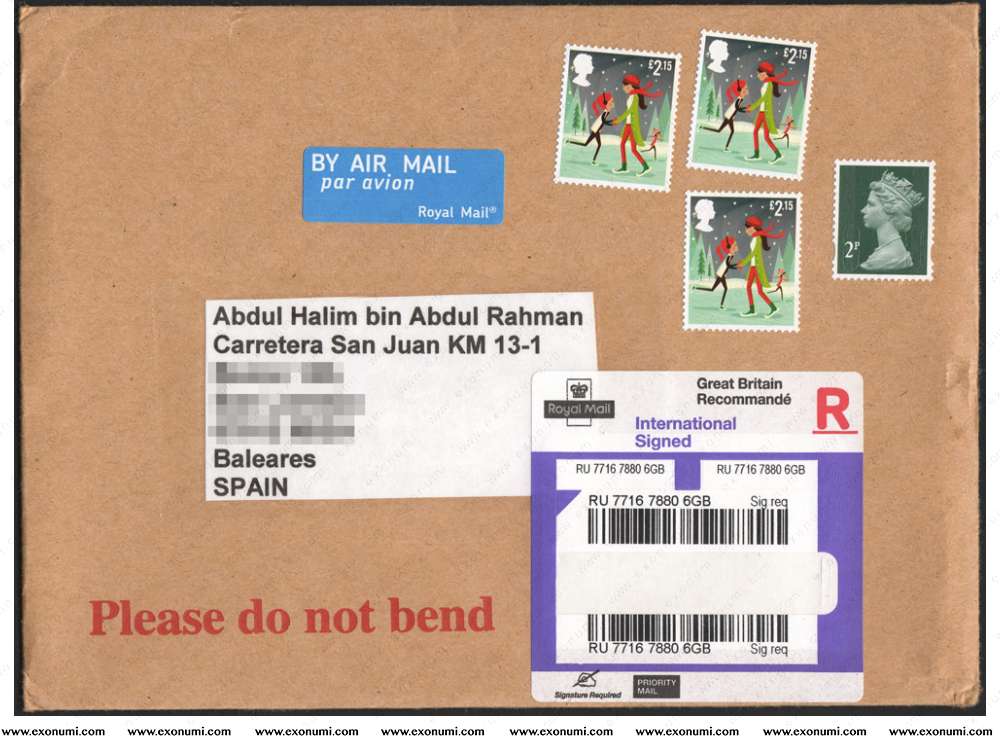 £2.15
£2.15
£2.15
2P
BY AIR MAIL
par avion
Royal Mail®
Abdul Halim bin Abdul Rahman
Carretera San Juan KM 13-1
Baleares
SPAIN
Royal Mail
Great Britain
Recommandé
R
International
Signed
RU 7716 7880 6GB
RU 7716 7880 6GB
RU 7716 7880 6GB
Sig req
RU 7716 7880 6GB
Sig req
Signature Required
PRIORITY
MAIL
Please do not bend
www.exonumi.com www.exonumi.com www.exonumi.com www.exonumi.com www.exonumi.com www.exonumi.com www.exonumi.com www.exonumi.com